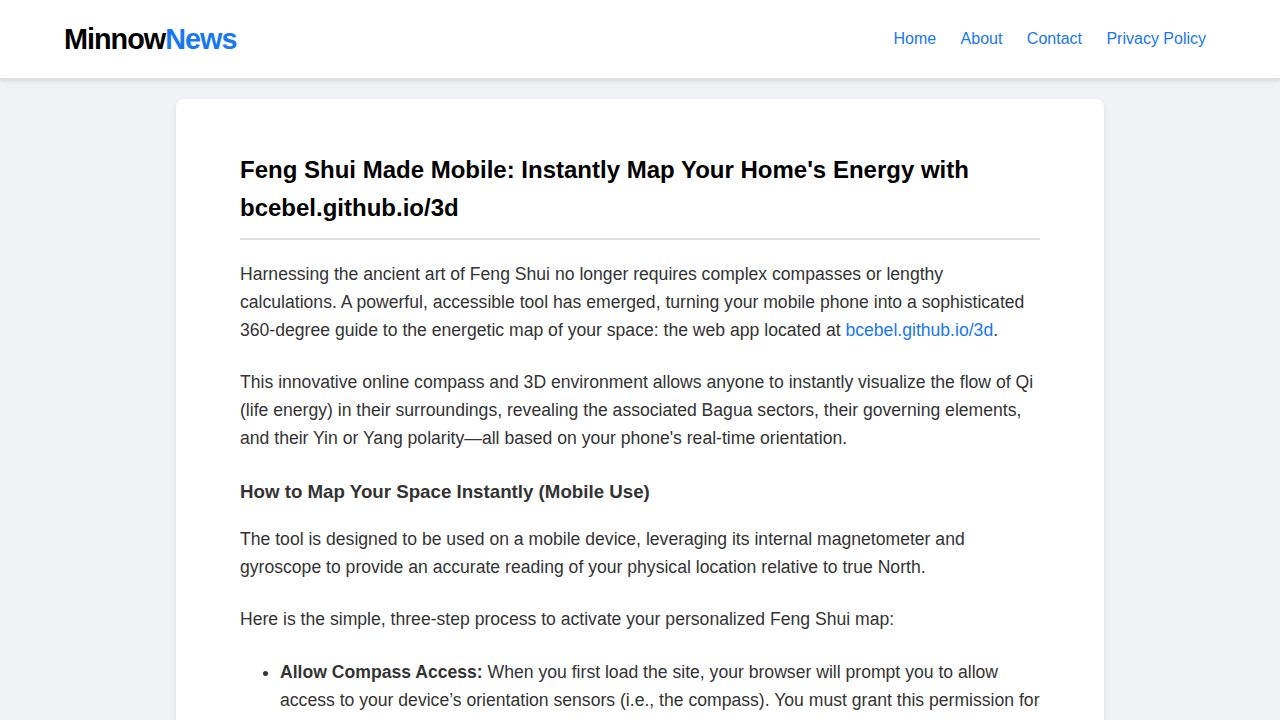 MinnowNews
Home About Contact Privacy Policy
Feng Shui Made Mobile: Instantly Map Your Home's Energy with
bcebel.github.io/3d
Harnessing the ancient art of Feng Shui no longer requires complex compasses or lengthy
calculations. A powerful, accessible tool has emerged, turning your mobile phone into a sophisticated
360-degree guide to the energetic map of your space: the web app located at bcebel.github.io/3d.
This innovative online compass and 3D environment allows anyone to instantly visualize the flow of Qi
(life energy) in their surroundings, revealing the associated Bagua sectors, their governing elements,
and their Yin or Yang polarity—all based on your phone's real-time orientation.
How to Map Your Space Instantly (Mobile Use)
The tool is designed to be used on a mobile device, leveraging its internal magnetometer and
gyroscope to provide an accurate reading of your physical location relative to true North.
Here is the simple, three-step process to activate your personalized Feng Shui map:
• Allow Compass Access: When you first load the site, your browser will prompt you to allow
access to your device’s orientation sensors (i.e., the compass). You must grant this permission for